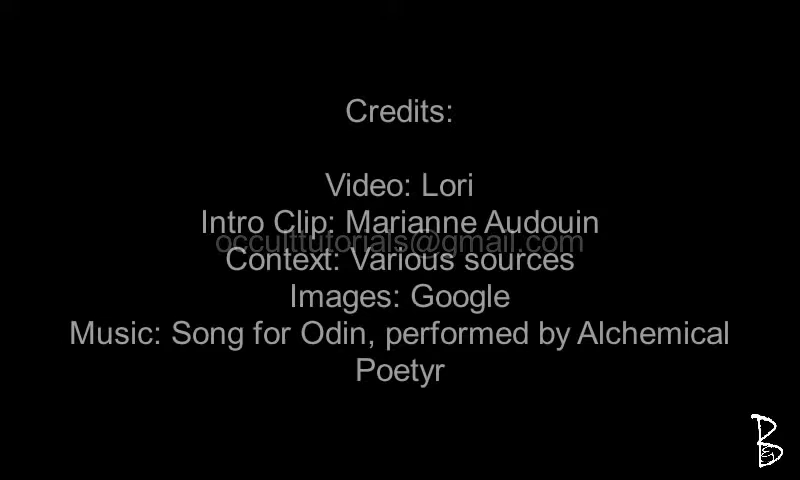 Credits:
Video: Lori
Intro Clip: Marianne Audouin
occulttutorials@gmail.com
Context: Various sources
Images: Google
Music: Song for Odin, performed by Alchemical
Poetyr